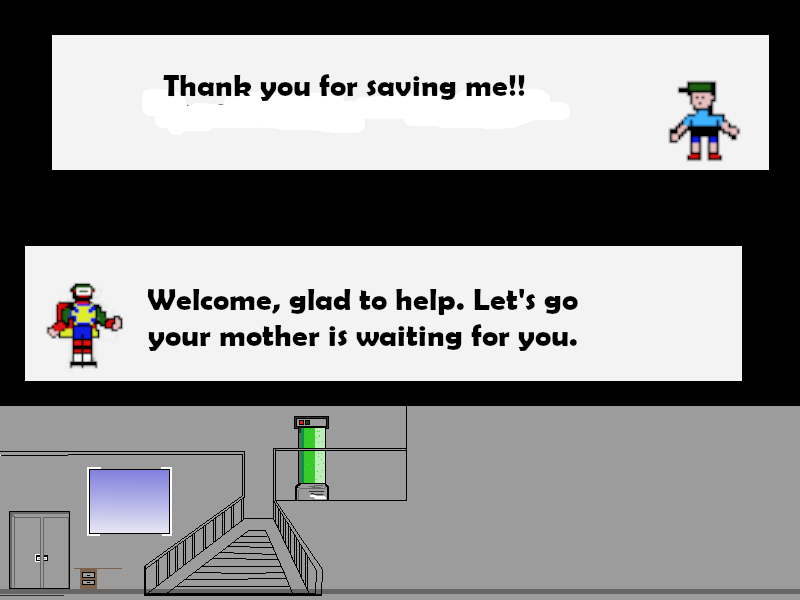 Thank you for saving me!!
Welcome, glad to help. Let's go
your mother is waiting for you.